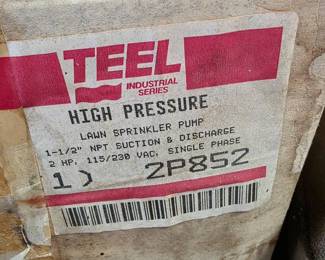 TEEL
INDUSTRIAL
SERIES
HIGH PRESSURE
LAWN SPRINKLER PUMP
1-1/2" NPT SUCTION & DISCHARGE
2 HP, 115/230 VAC, SINGLE PHASE
1) 2P852